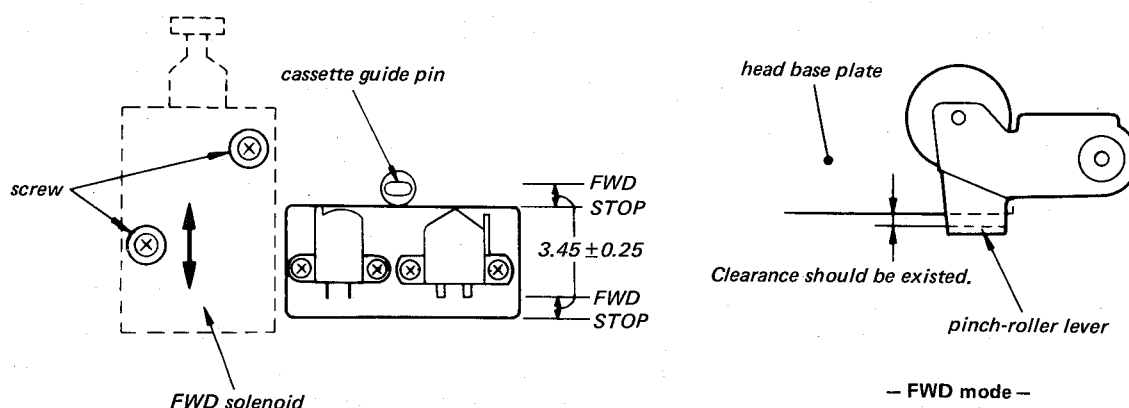 cassette guide pin
screw
FWD solenoid
FWD
STOP
3.45 ± 0.25
FWD
STOP
head base plate
Clearance should be existed.
pinch-roller lever
— FWD mode —